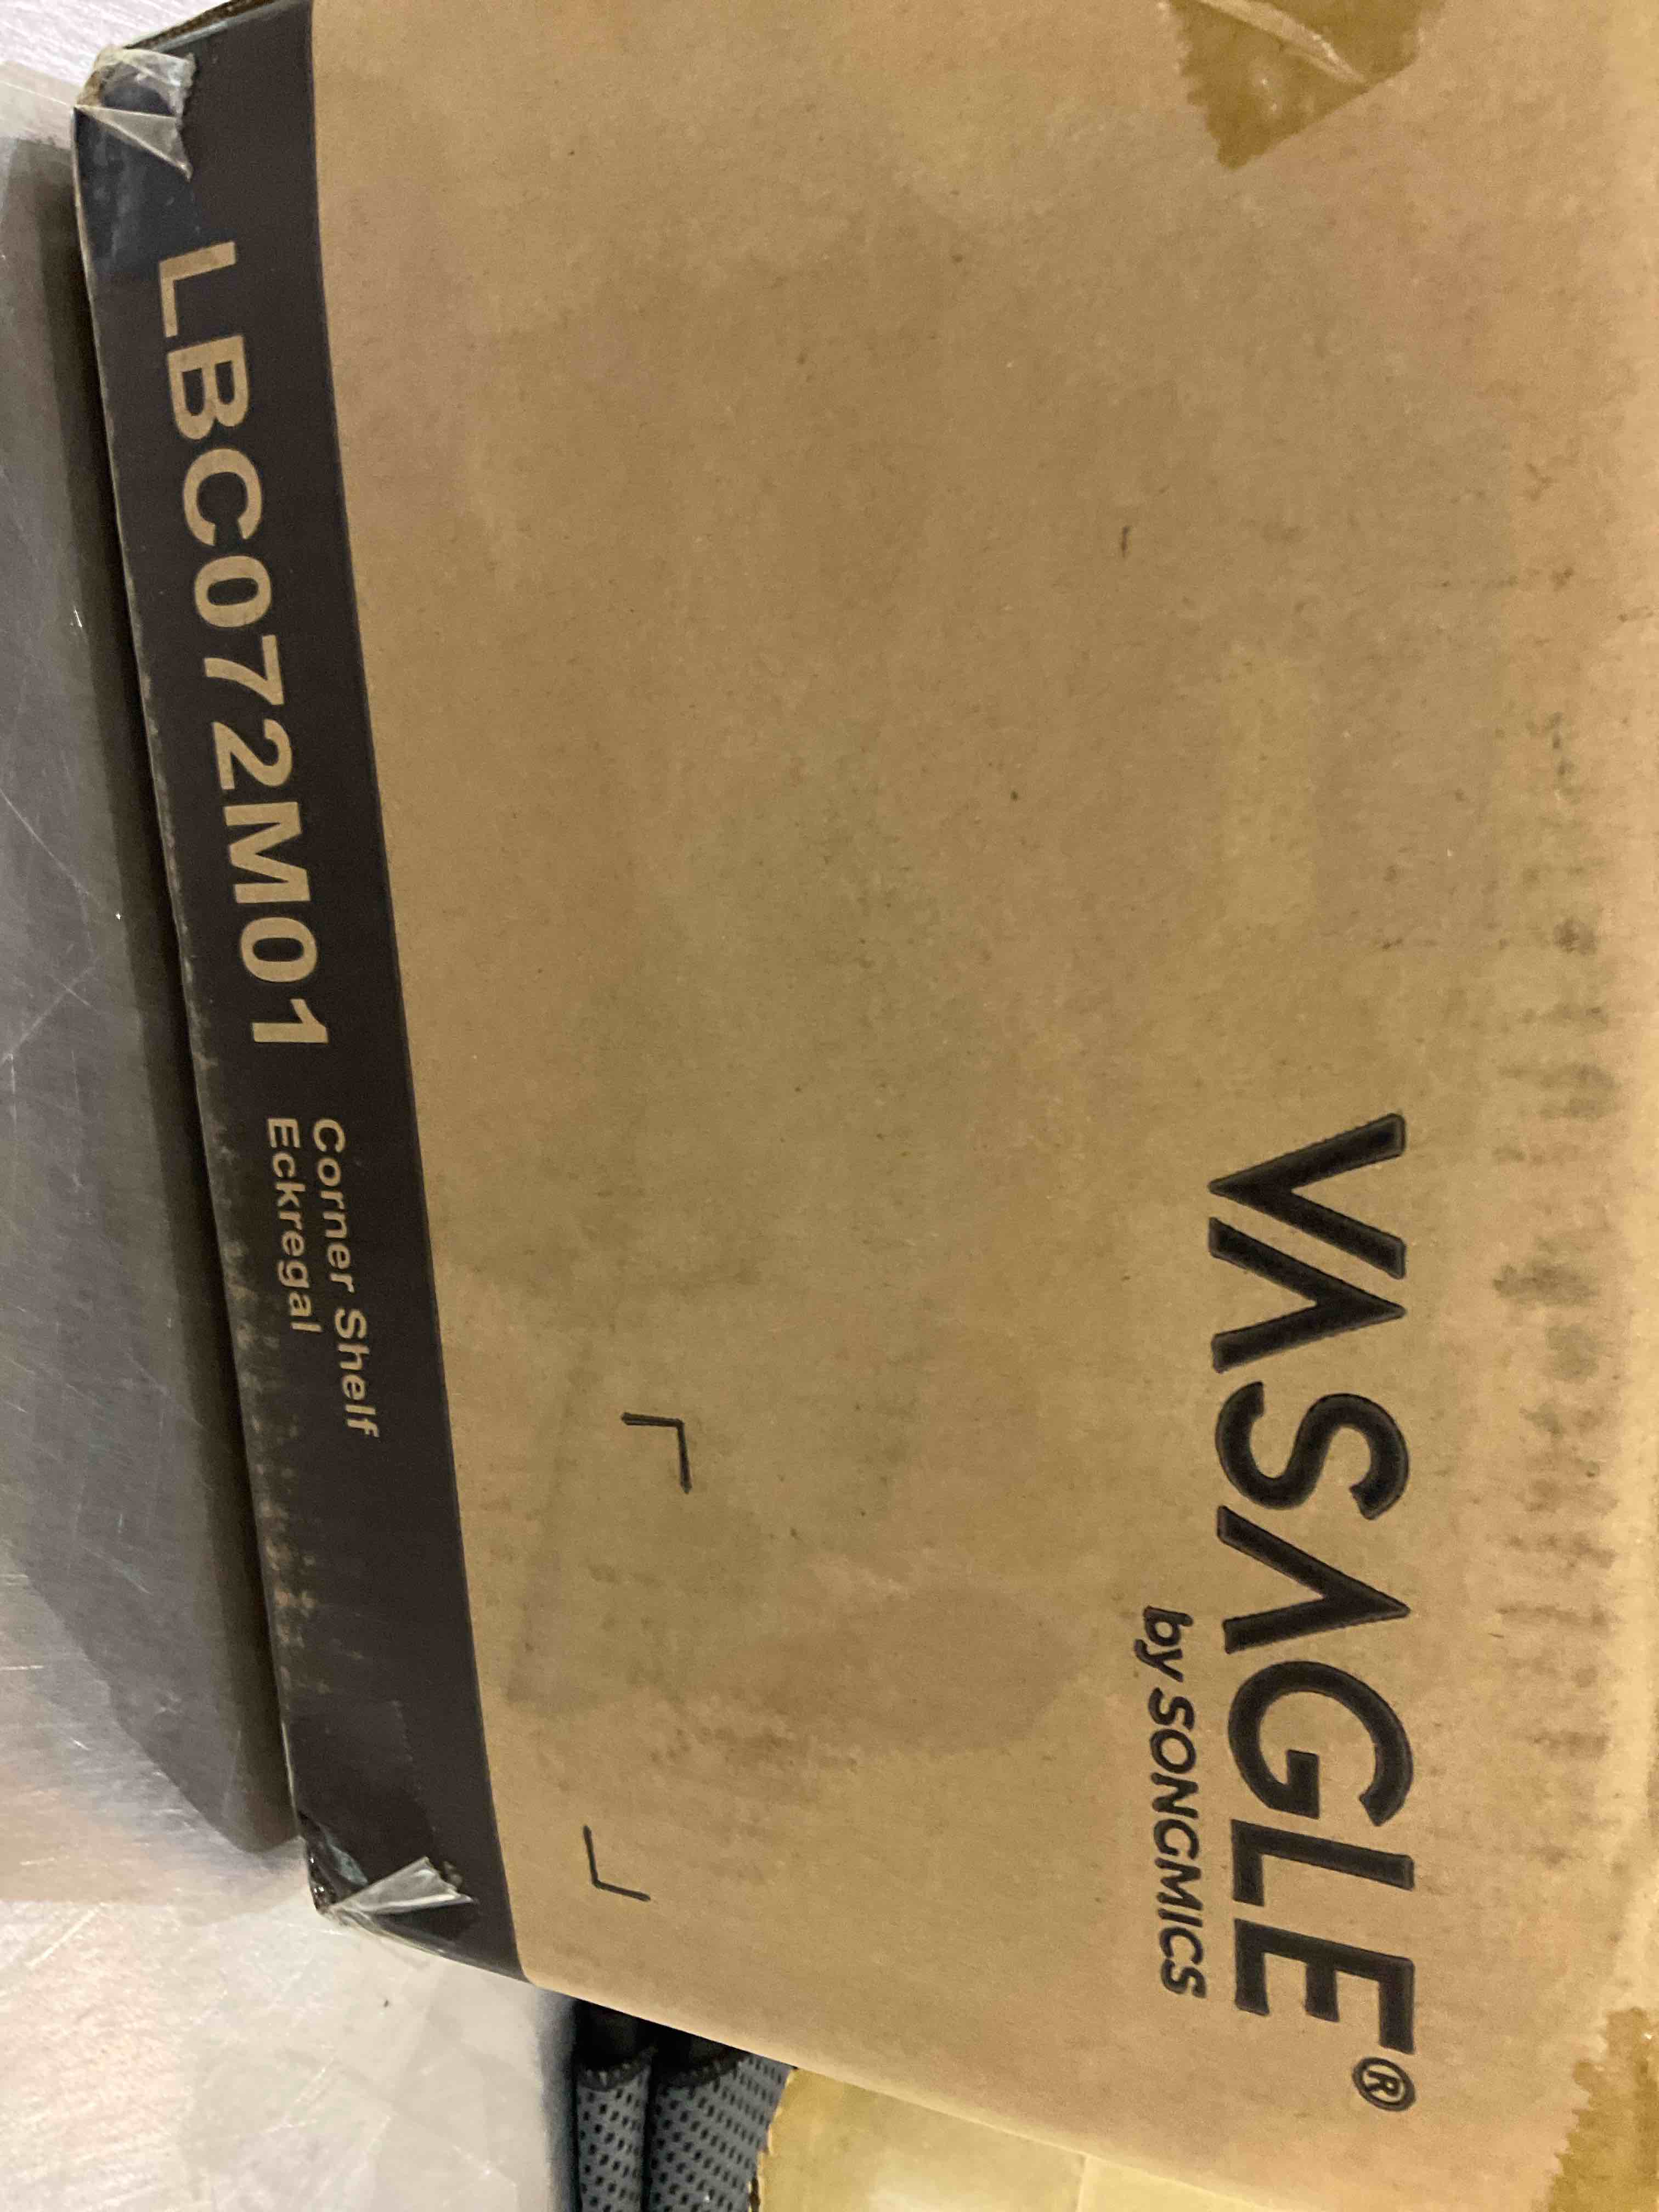 VASAGLE®
by SONGMICS
LBC072M01
Corner Shelf
Eckregal